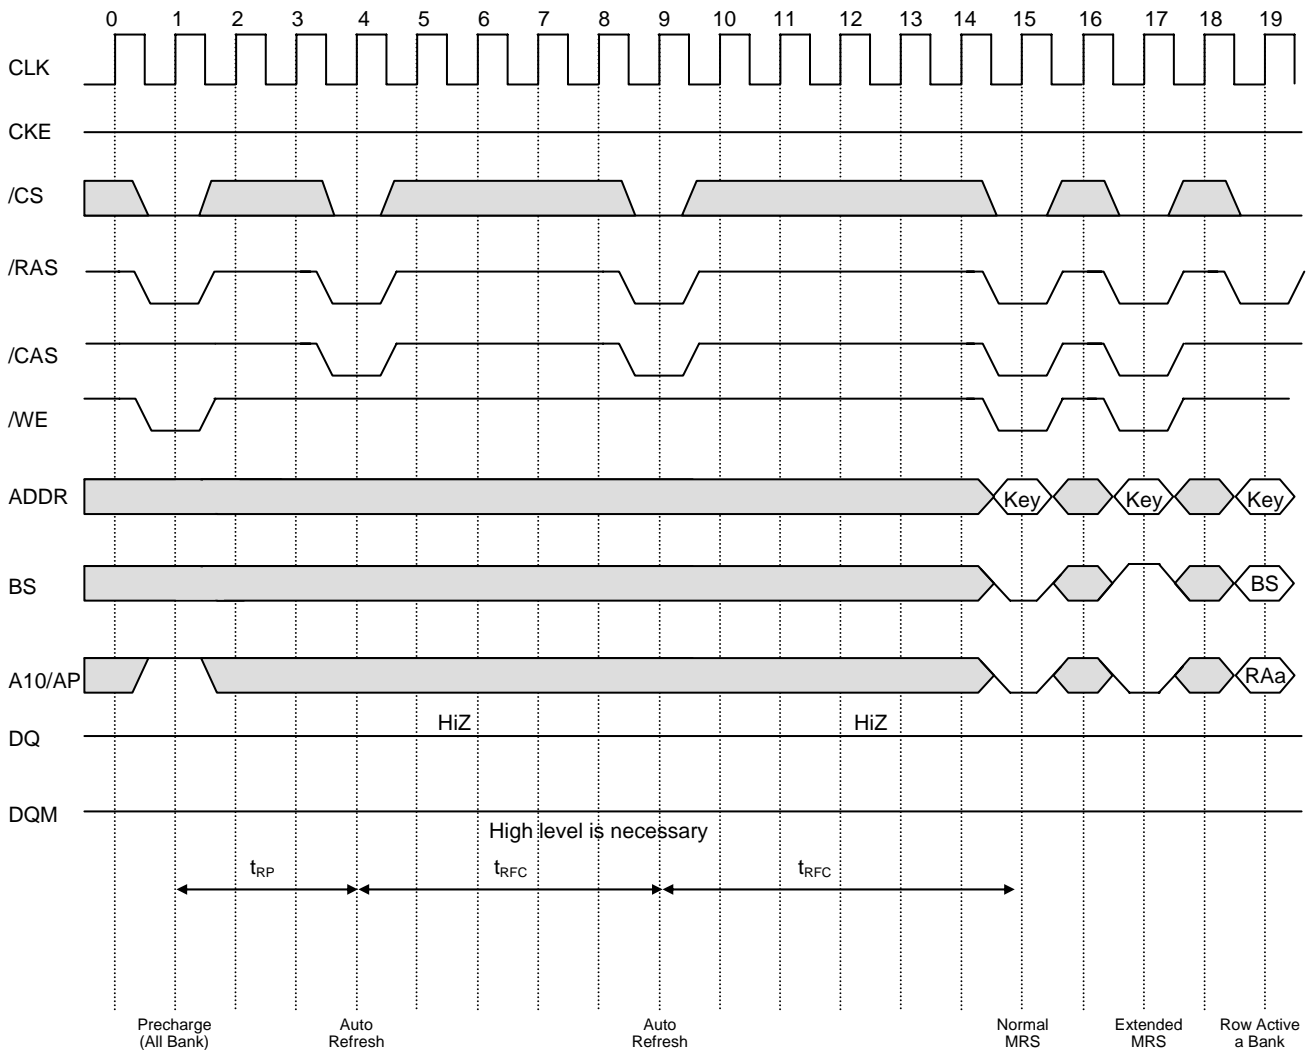 0 1 2 3 4 5 6 7 8 9 10 11 12 13 14 15 16 17 18 19
CLK
CKE
/CS
/RAS
/CAS
/WE
ADDR Key Key Key
BS BS
A10/AP RAa
HiZ HiZ
DQ
DQM
High level is necessary
tRP tRFC tRFC
Precharge Auto Auto Normal Extended Row Active
(All Bank) Refresh Refresh MRS MRS a Bank